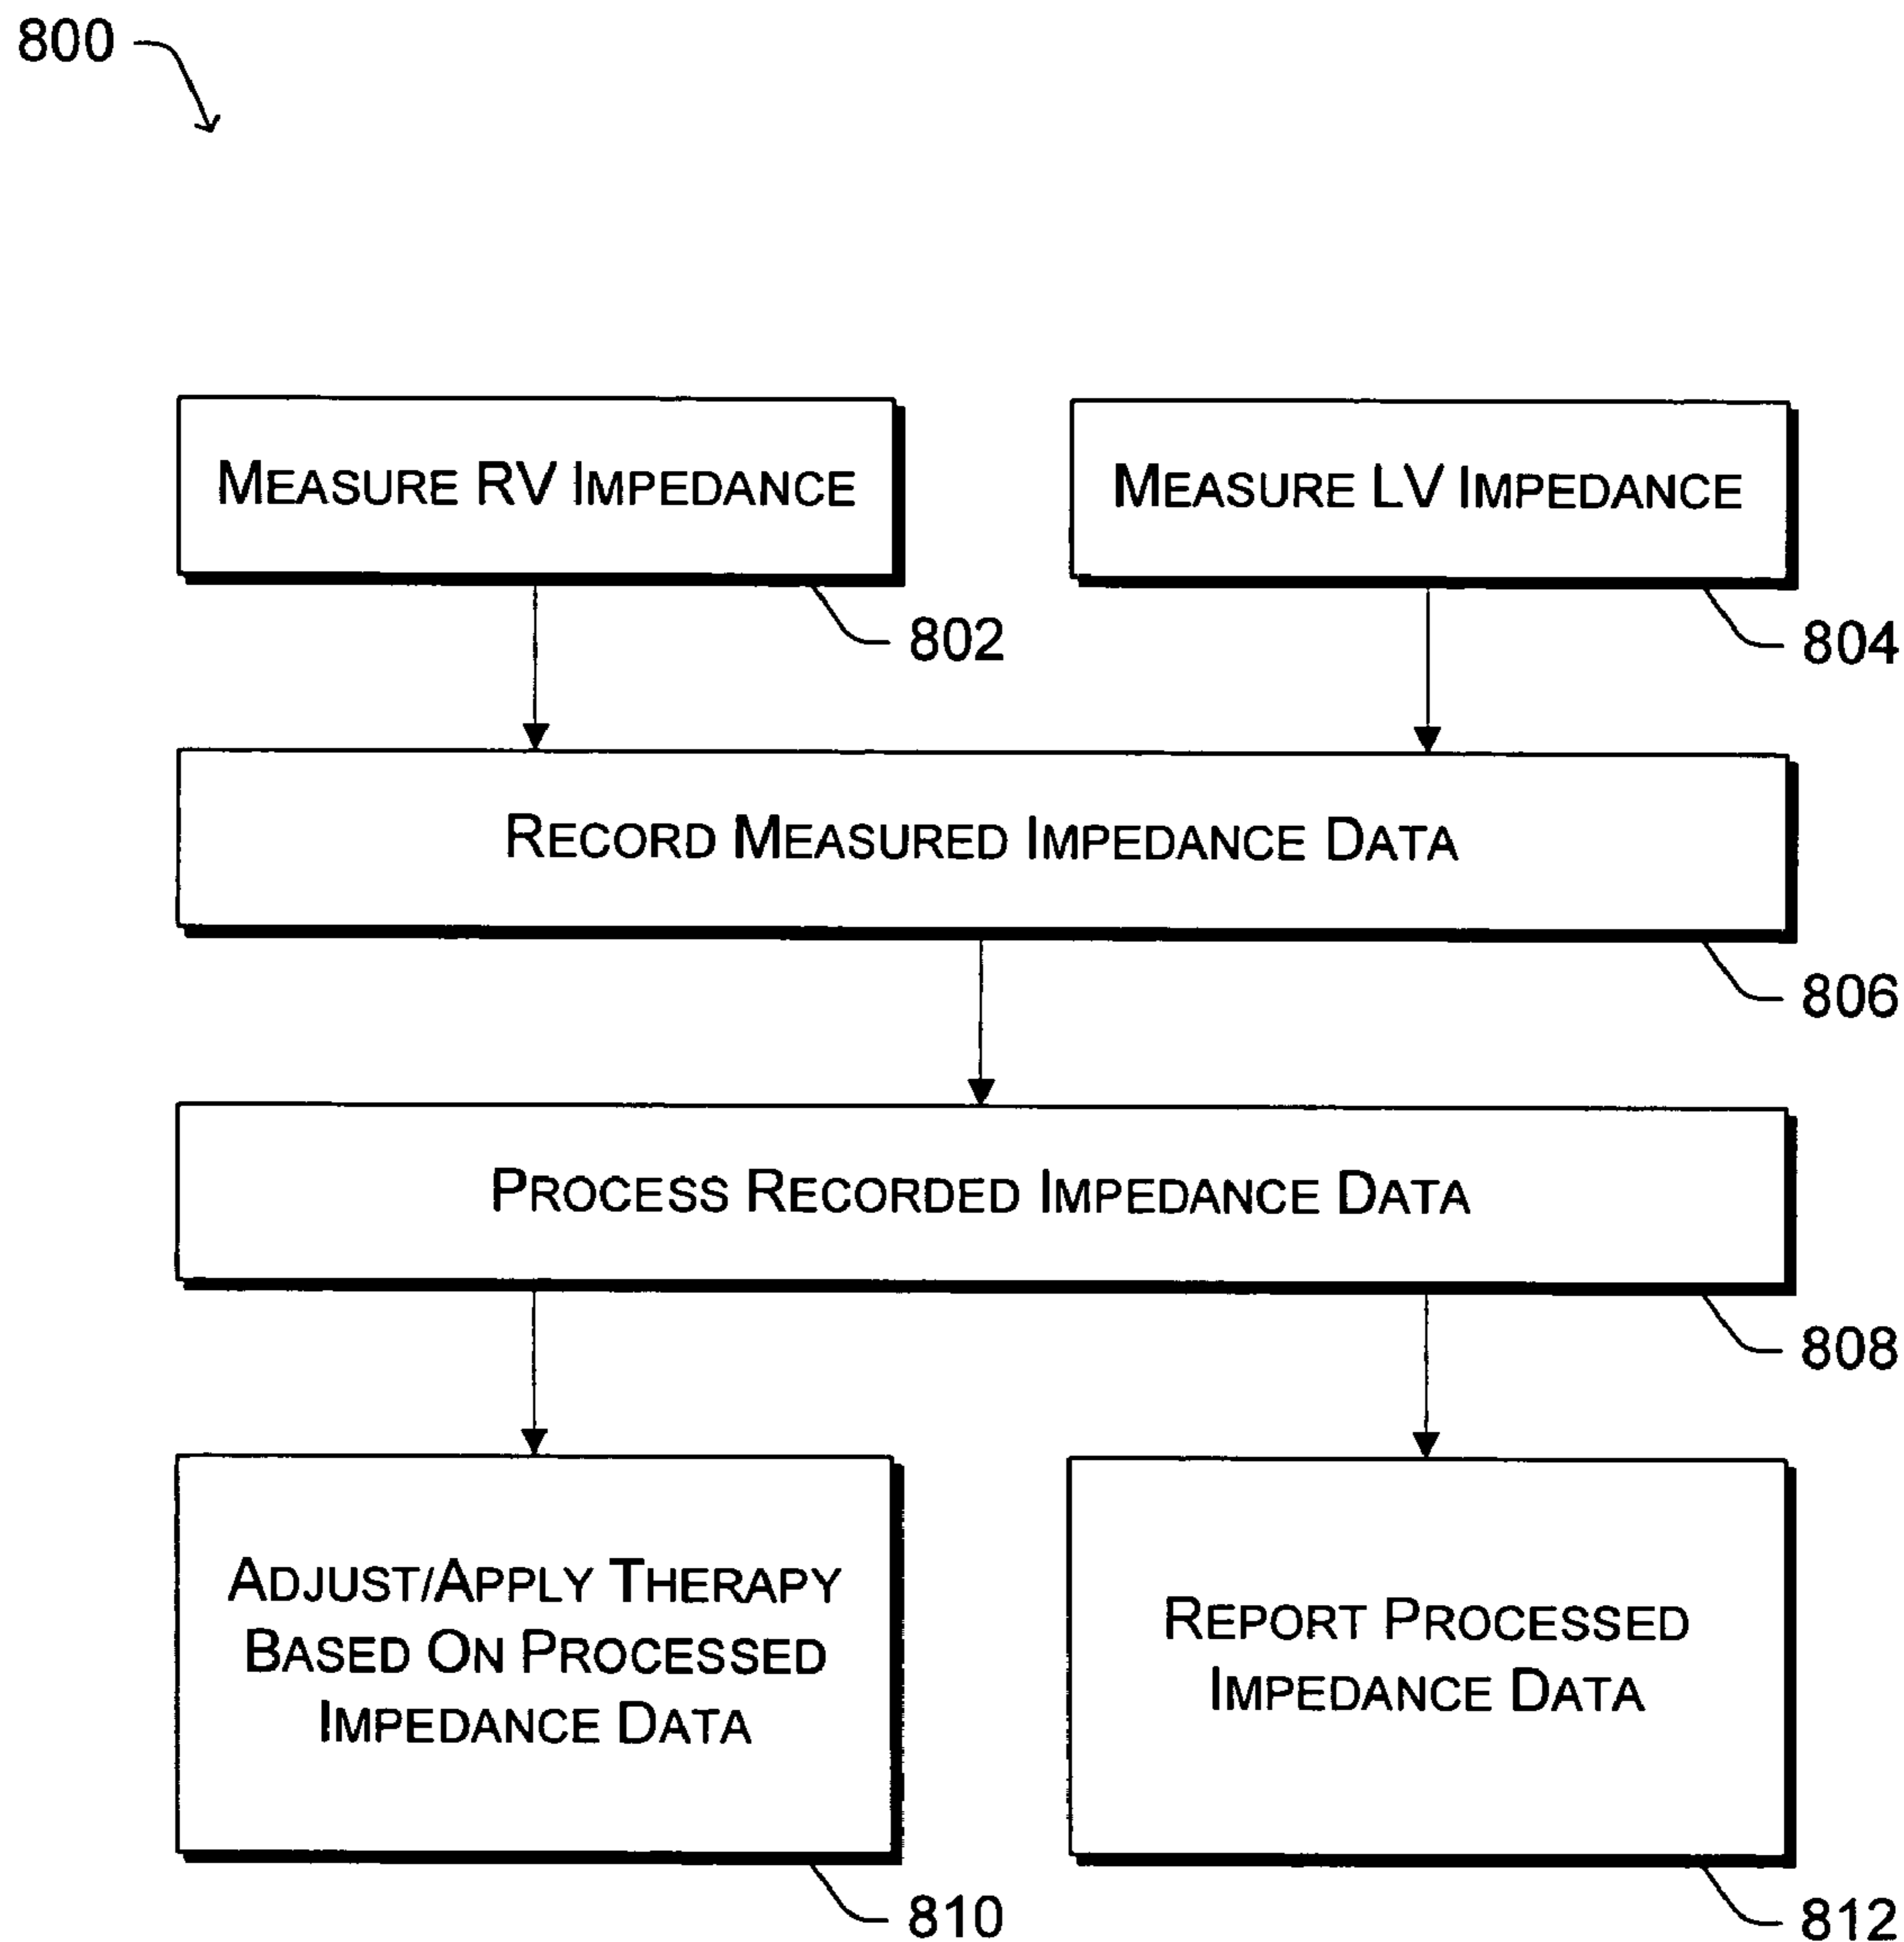 800
MEASURE RV IMPEDANCE
MEASURE LV IMPEDANCE
802
804
RECORD MEASURED IMPEDANCE DATA
806
PROCESS RECORDED IMPEDANCE DATA
808
ADJUST/APPLY THERAPY
BASED ON PROCESSED
IMPEDANCE DATA
REPORT PROCESSED
IMPEDANCE DATA
810
812